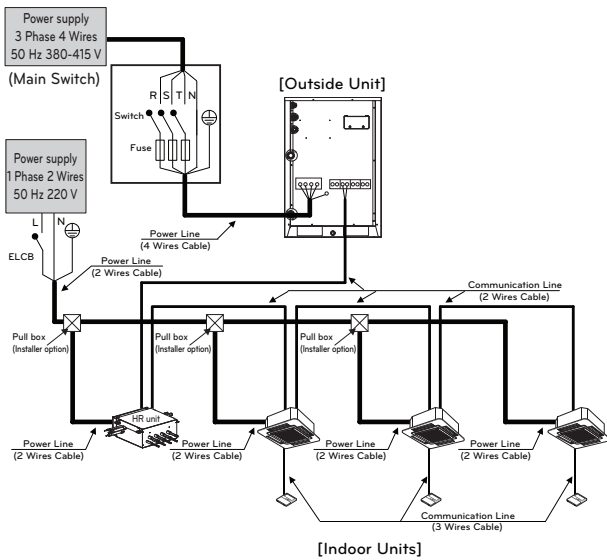 Power supply
3 Phase 4 Wires
50 Hz 380-415 V
(Main Switch)
R S T N
Switch
Fuse
[Outside Unit]
Power supply
1 Phase 2 Wires
50 Hz 220 V
L N
ELCB
Power Line
(4 Wires Cable)
Power Line
(2 Wires Cable)
Communication Line
(2 Wires Cable)
Pull box
(Installer option)
Pull box
(Installer option)
Pull box
(Installer option)
HR unit
Power Line
(2 Wires Cable)
Power Line
(2 Wires Cable)
Power Line
(2 Wires Cable)
Power Line
(2 Wires Cable)
Communication Line
(3 Wires Cable)
[Indoor Units]